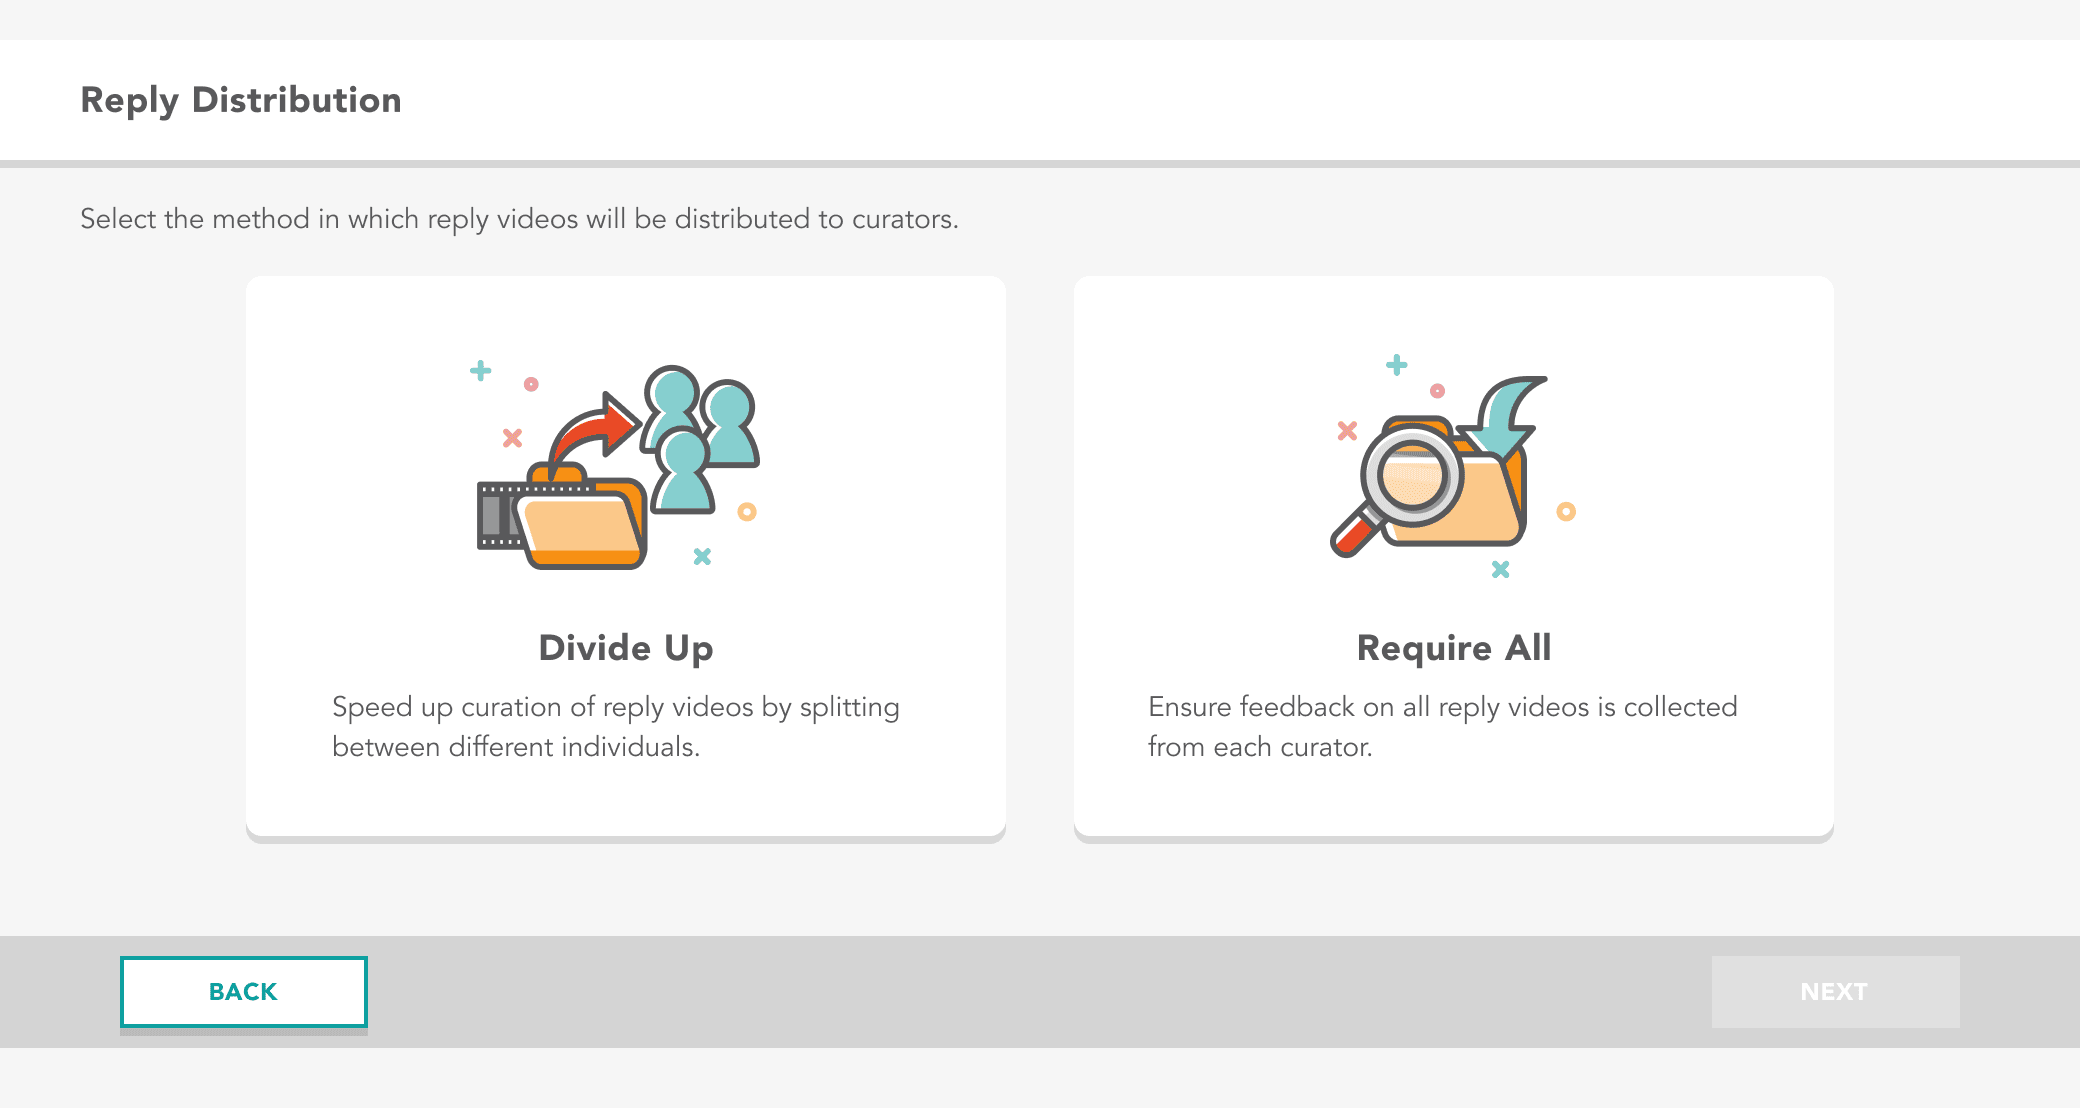 Reply Distribution
Select the method in which reply videos will be distributed to curators.
Divide Up
Speed up curation of reply videos by splitting
between different individuals.
Require All
Ensure feedback on all reply videos is collected
from each curator.
BACK
NEXT